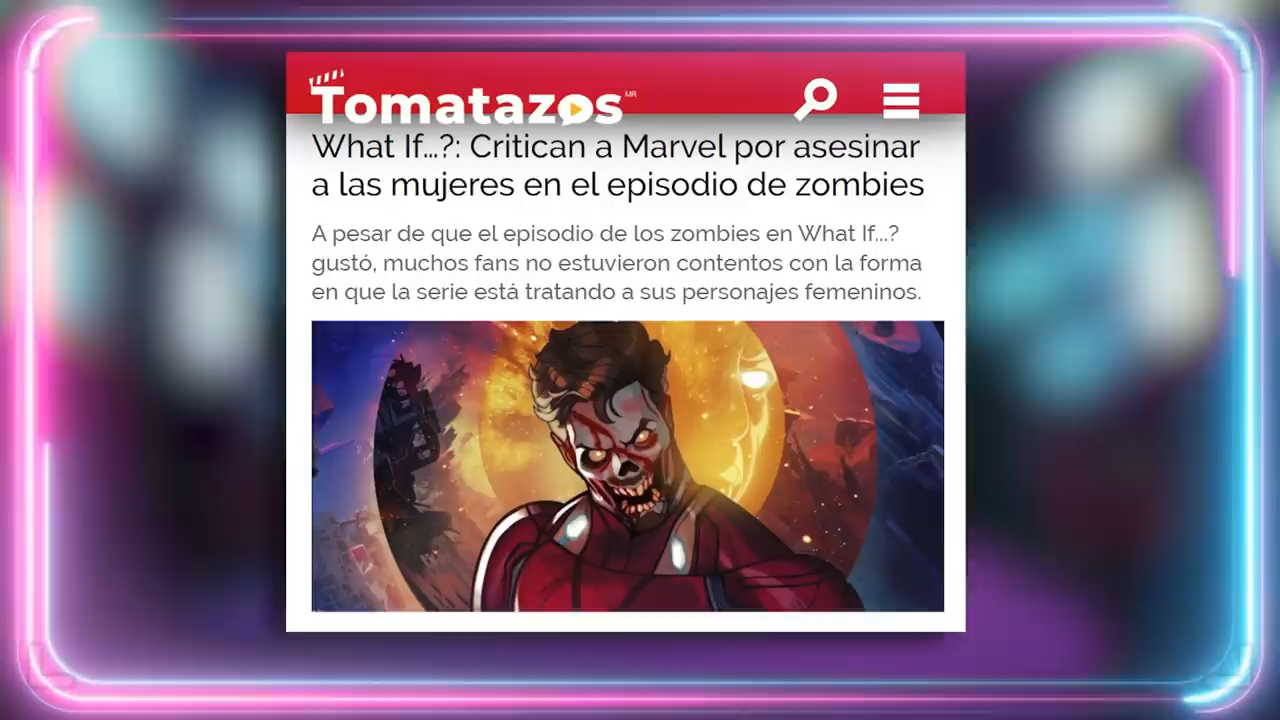 Tomatazos MR
What If...?: Critican a Marvel por asesinar
a las mujeres en el episodio de zombies
A pesar de que el episodio de los zombies en What If...?
gustó, muchos fans no estuvieron contentos con la forma
en que la serie está tratando a sus personajes femeninos.